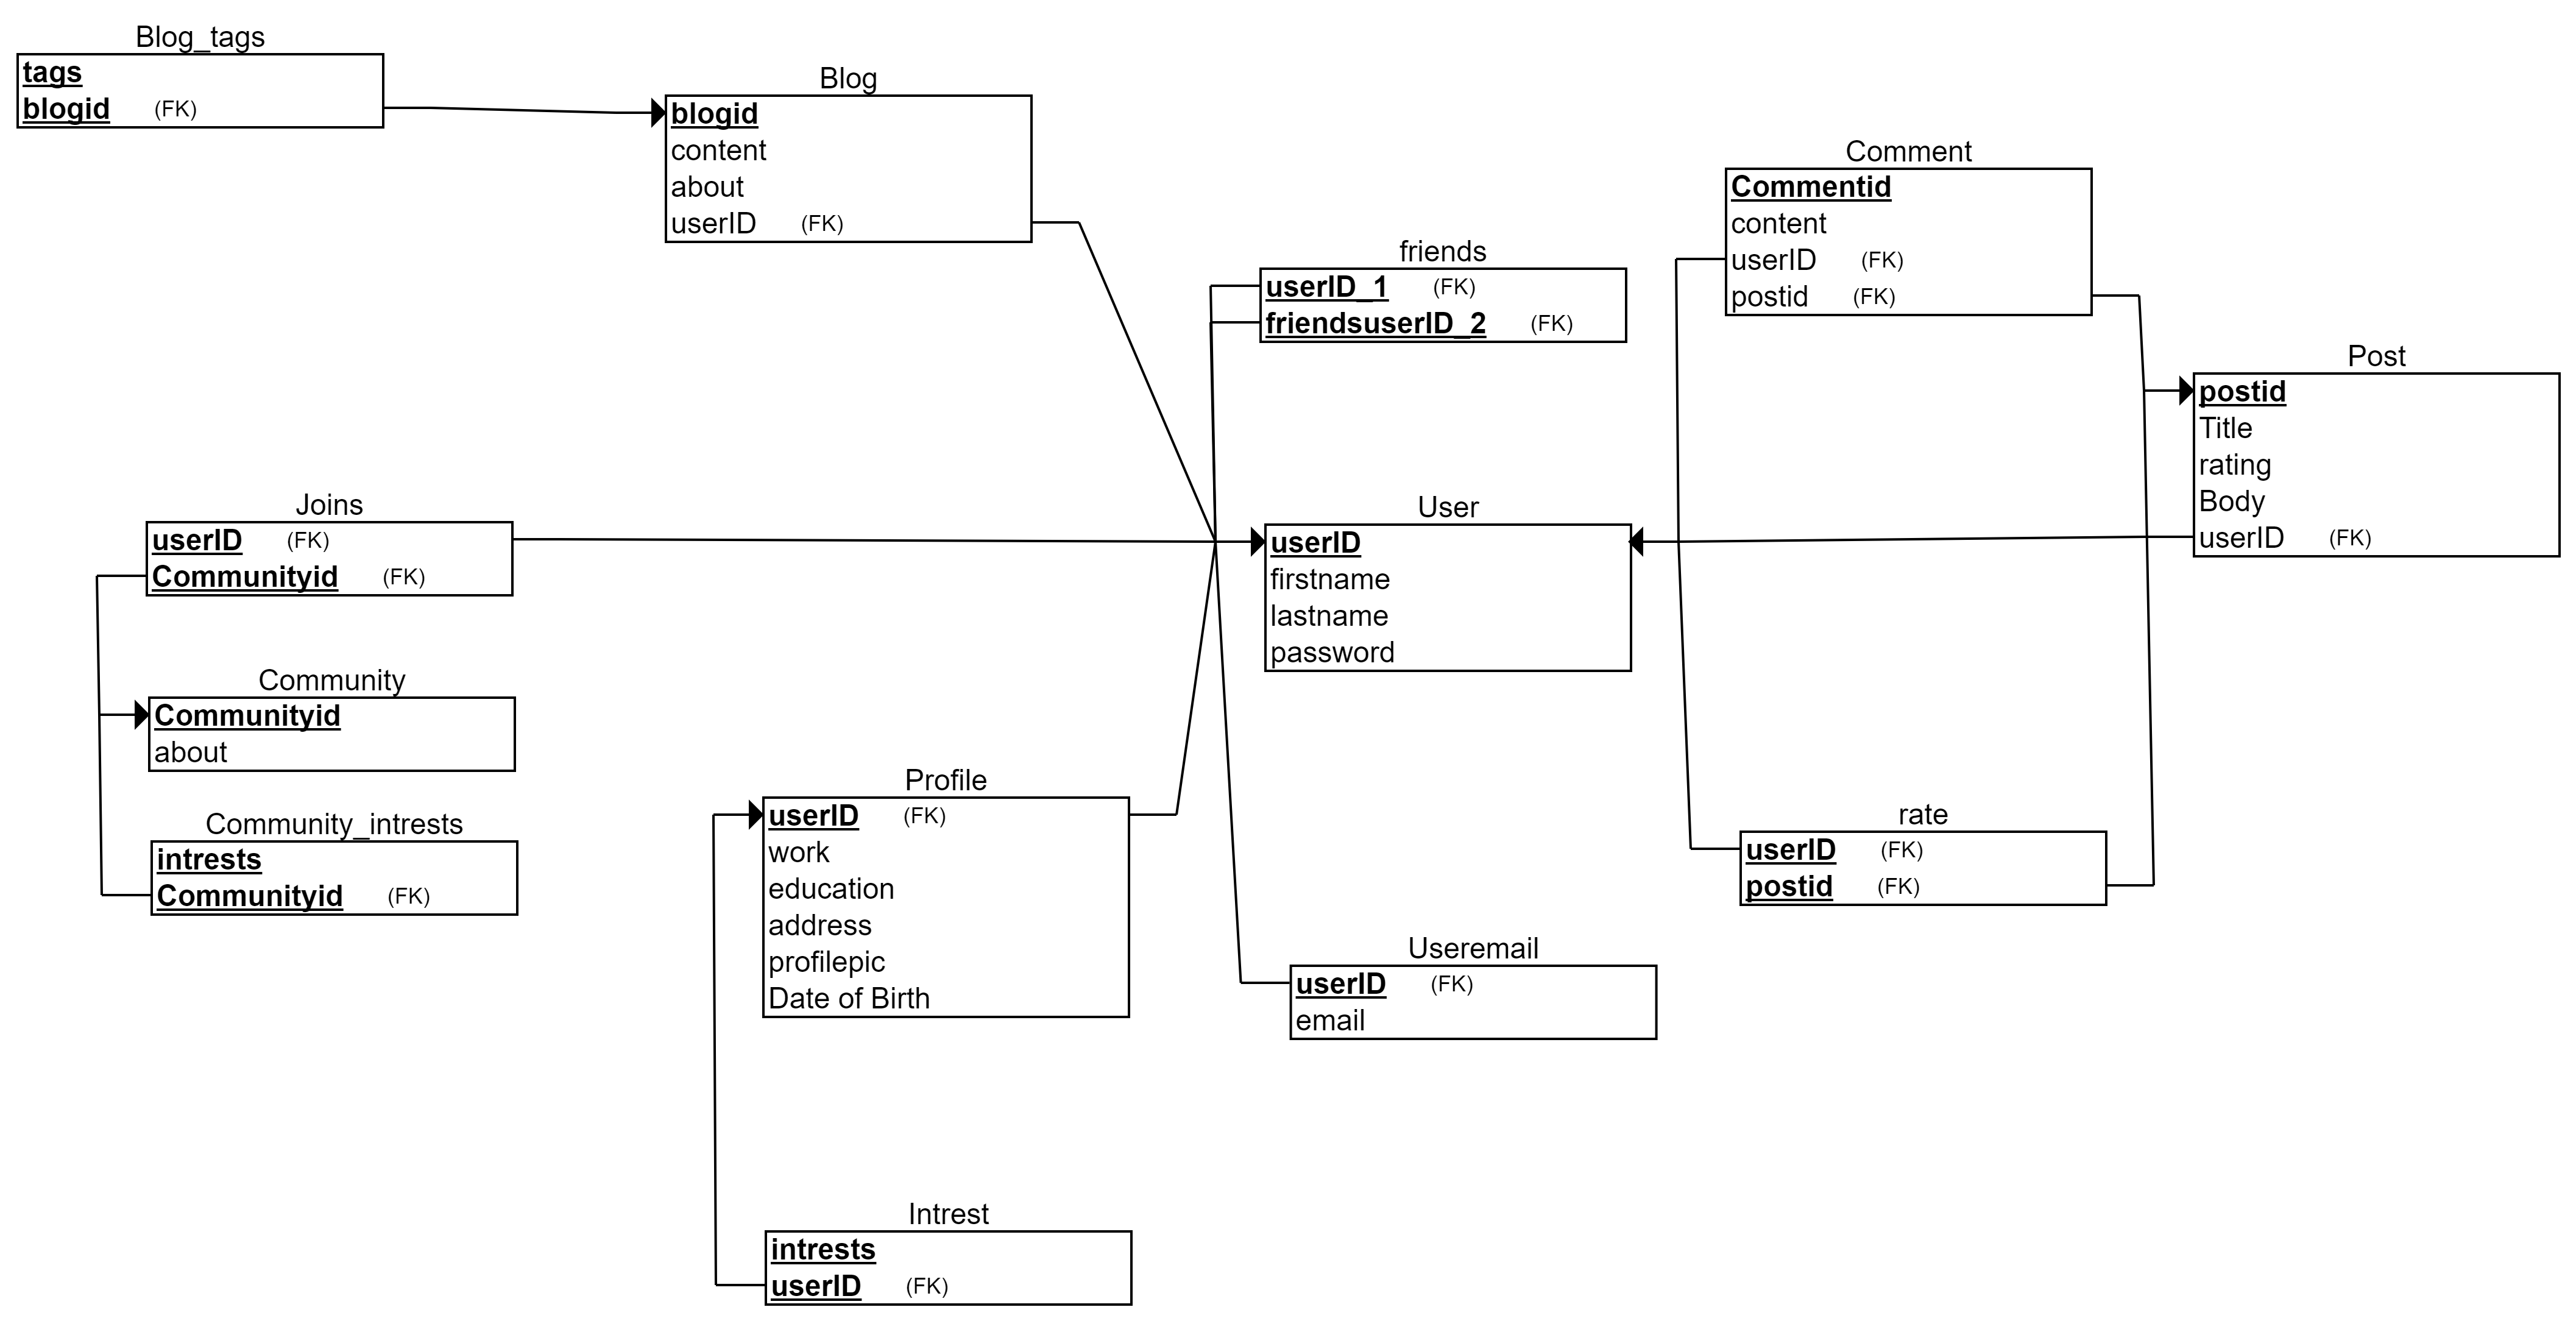 Blog_tags
tags
blogid (FK)
Blog
blogid
content
about
userID (FK)
friends
userID_1 (FK)
friendsuserID_2 (FK)
Comment
Commentid
content
userID (FK)
postid (FK)
Post
postid
Title
rating
Body
userID (FK)
Joins
userID (FK)
Communityid (FK)
User
userID
firstname
lastname
password
Community
Communityid
about
Community_intrests
intrests
Communityid (FK)
Profile
userID (FK)
work
education
address
profilepic
Date of Birth
rate
userID (FK)
postid (FK)
Useremail
userID (FK)
email
Intrest
intrests
userID (FK)